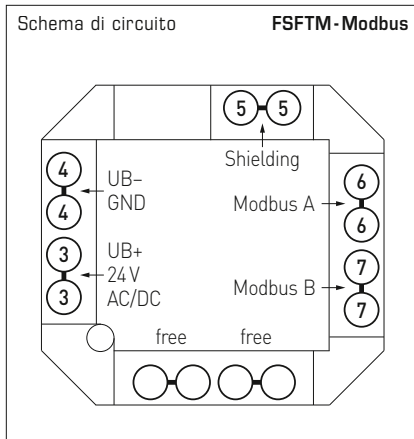 Schema di circuito FSFTM-Modbus
5 5
Shielding
4
4
UB–
GND
3
3
UB+
24 V
AC/DC
6
6
Modbus A
7
7
Modbus B
free free